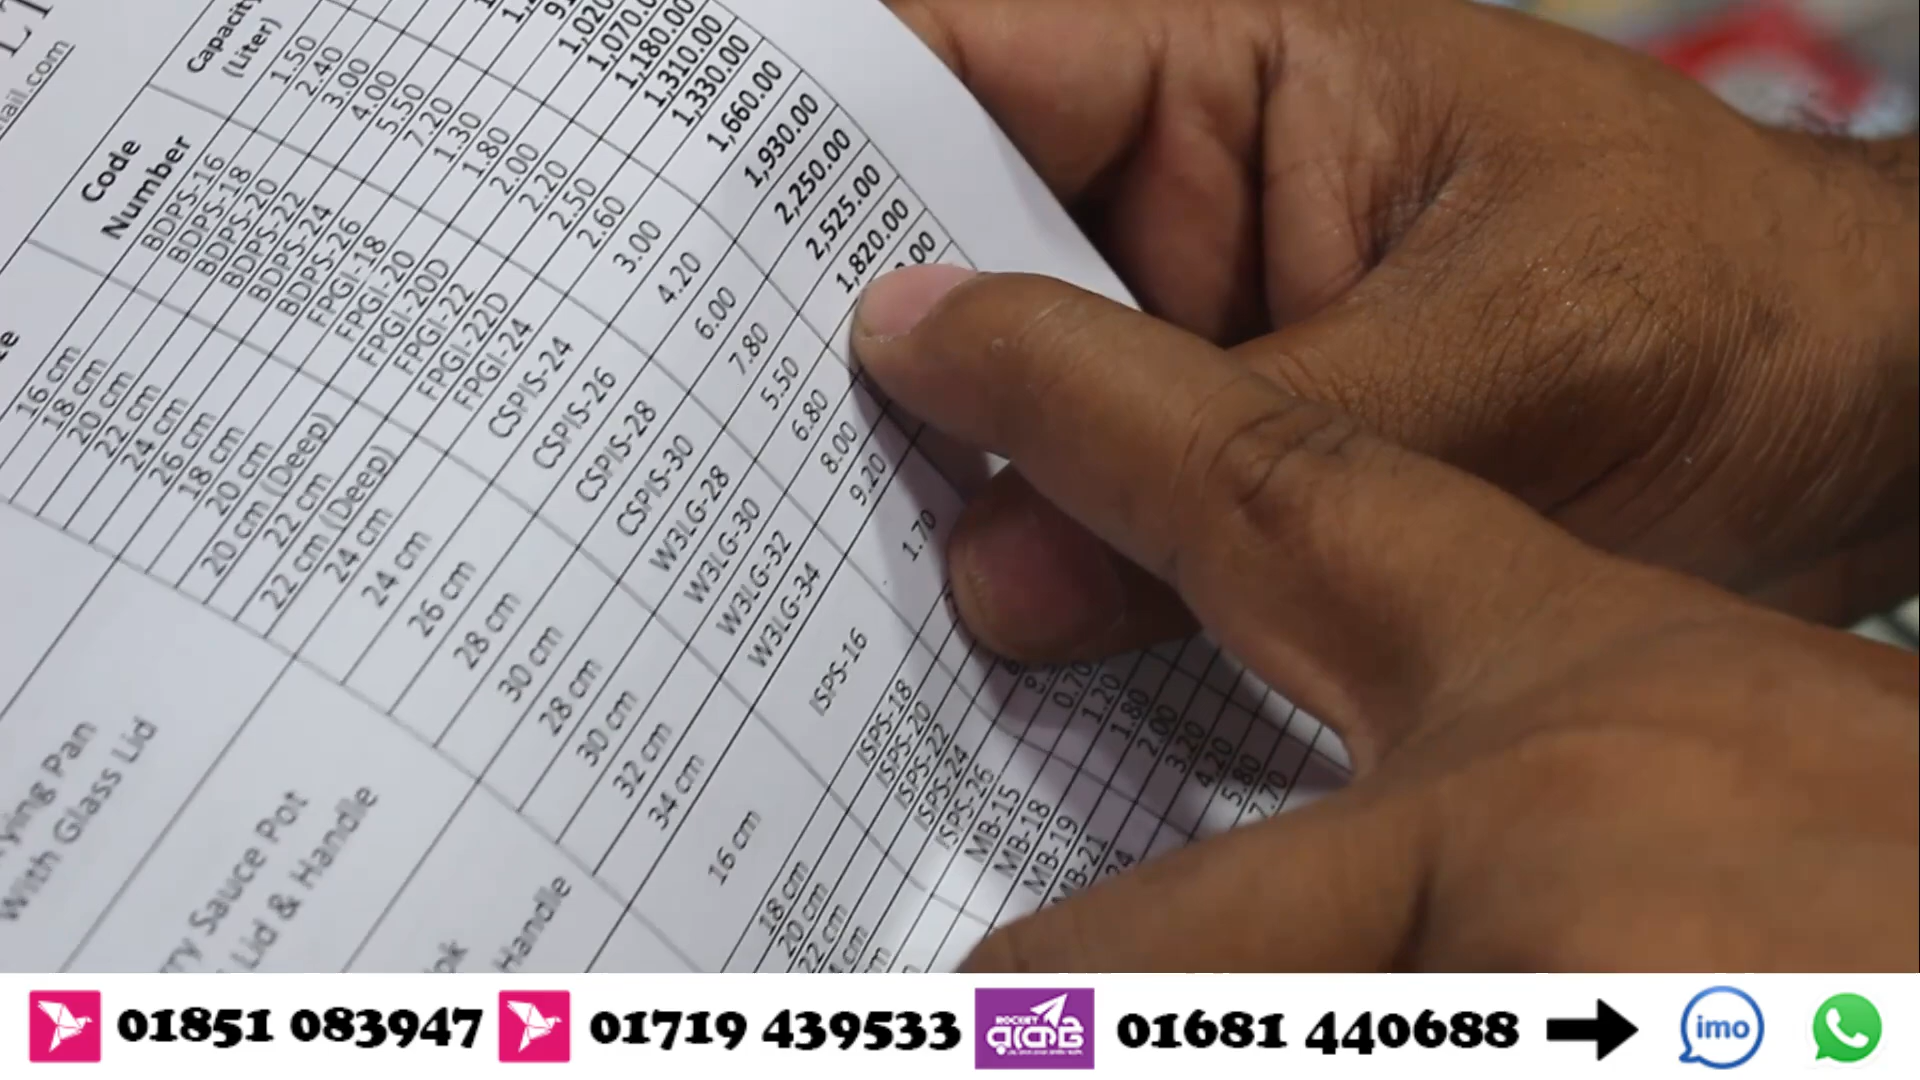 mail.com
Code Number
Capacity (Liter)
16 cm BDPS-16 1.50
18 cm BDPS-18 2.40
20 cm BDPS-20 3.00
22 cm BDPS-22 4.00
24 cm BDPS-24 5.50
26 cm BDPS-26 7.20
18 cm FPGI-18 1.30
20 cm FPGI-20 1.80
20 cm (Deep) FPGI-20D 2.00
22 cm FPGI-22 2.20
22 cm (Deep) FPGI-22D 2.50
24 cm FPGI-24 2.60
With Glass Lid
24 cm CSPIS-24 3.00
26 cm CSPIS-26 4.20
28 cm CSPIS-28 6.00
30 cm CSPIS-30 7.80
Sauce Pot
Lid & Handle
28 cm W3LG-28 5.50
30 cm W3LG-30 6.80
32 cm W3LG-32 8.00
34 cm W3LG-34 9.20
Handle
16 cm ISPS-16 1.70
18 cm ISPS-18
20 cm ISPS-20
22 cm ISPS-22
cm ISPS-24
ISPS-26
MB-15 0.70
MB-18 1.20
MB-19 1.80
MB-21 2.00
24 3.20
4.20
5.80
7.70
1,180.00
1,310.00
1,330.00
1,660.00
1,930.00
2,250.00
2,525.00
1,820.00
01851 083947 01719 439533 ROCKET রকেট 01681 440688 imo